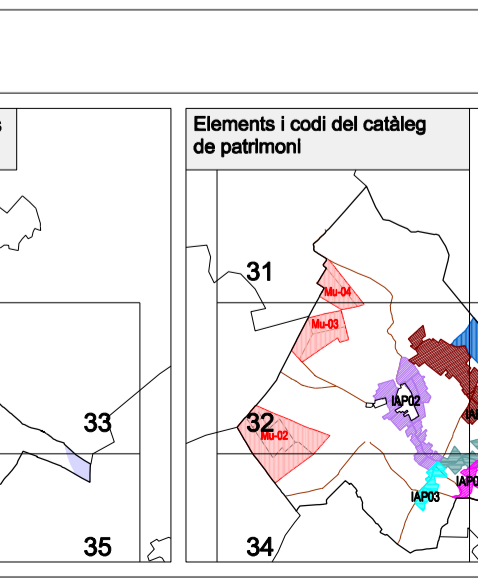 Elements i codi del catàleg
de patrimoni
31
Mu-04
Mu-03
IAP02
33
32
Mu-02
IAP03
35
34